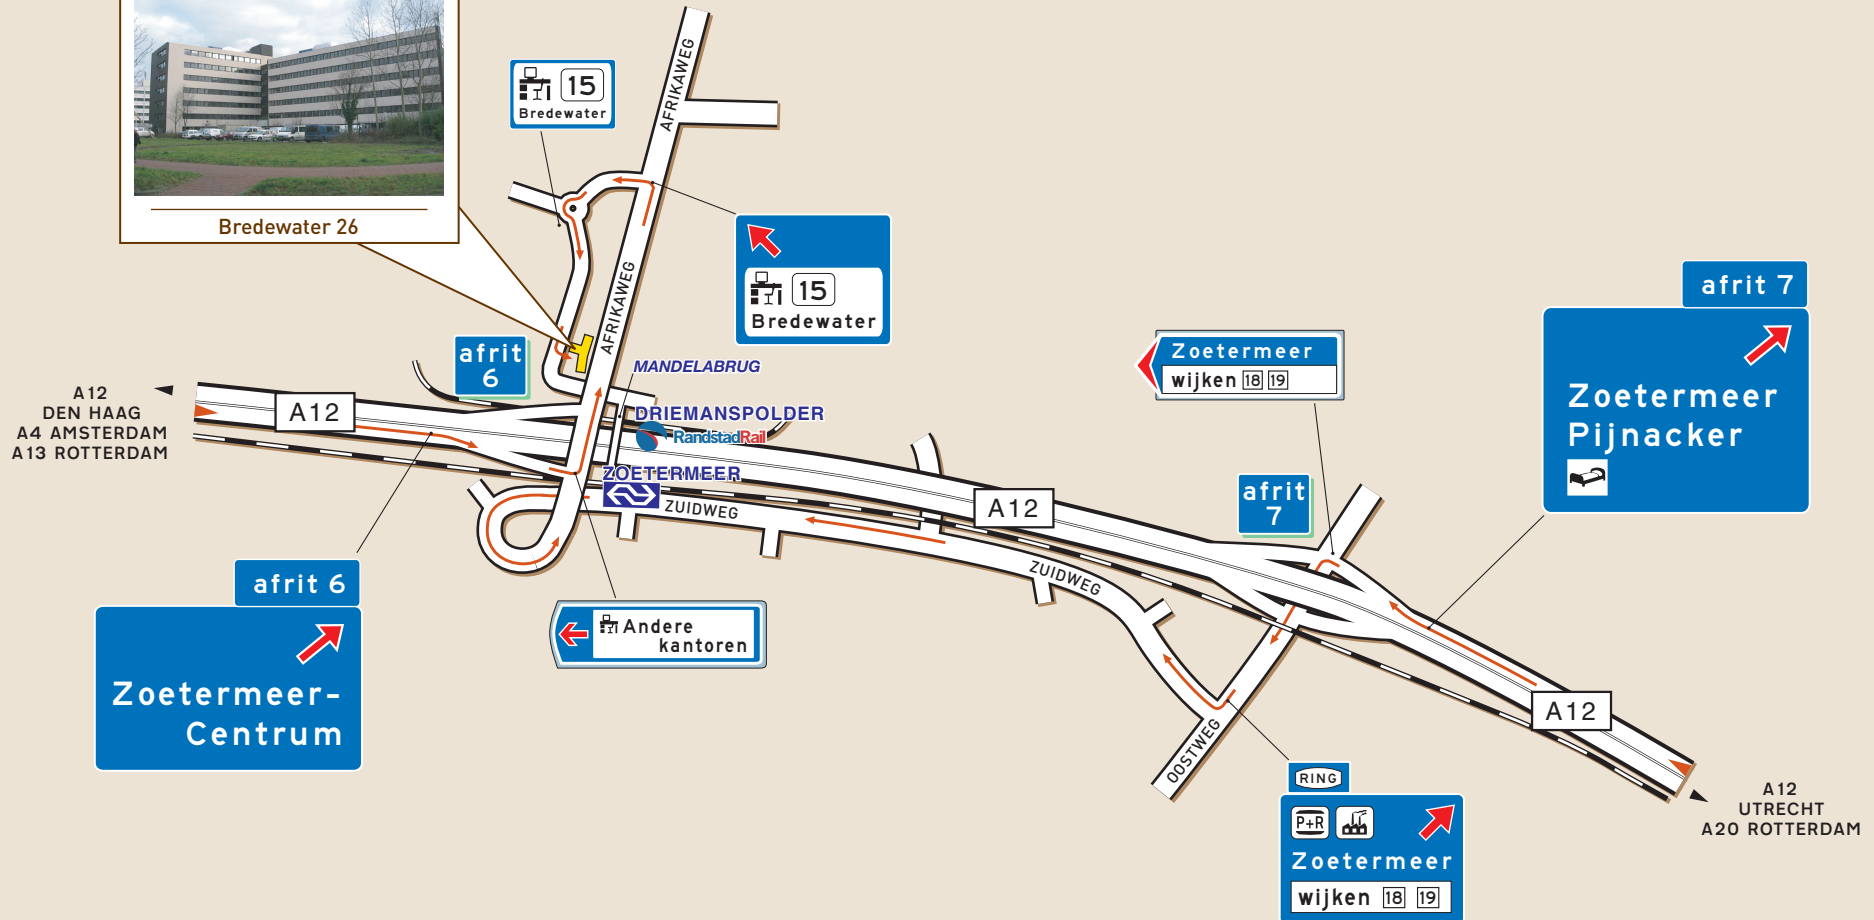 Bredewater 26
15
Bredewater
AFRIKAWEG
15
Bredewater
AFRIKAWEG
afrit
6
MANDELABRUG
DRIEMANSPOLDER
RandstadRail
ZOETERMEER
A12
DEN HAAG
A4 AMSTERDAM
A13 ROTTERDAM
A12
ZUIDWEG
afrit 6
Zoetermeer-
Centrum
Andere
kantoren
A12
ZUIDWEG
Zoetermeer
wijken 18 19
afrit
7
afrit 7
Zoetermeer
Pijnacker
A12
OOSTWEG
RING
P+R
Zoetermeer
wijken 18 19
A12
UTRECHT
A20 ROTTERDAM